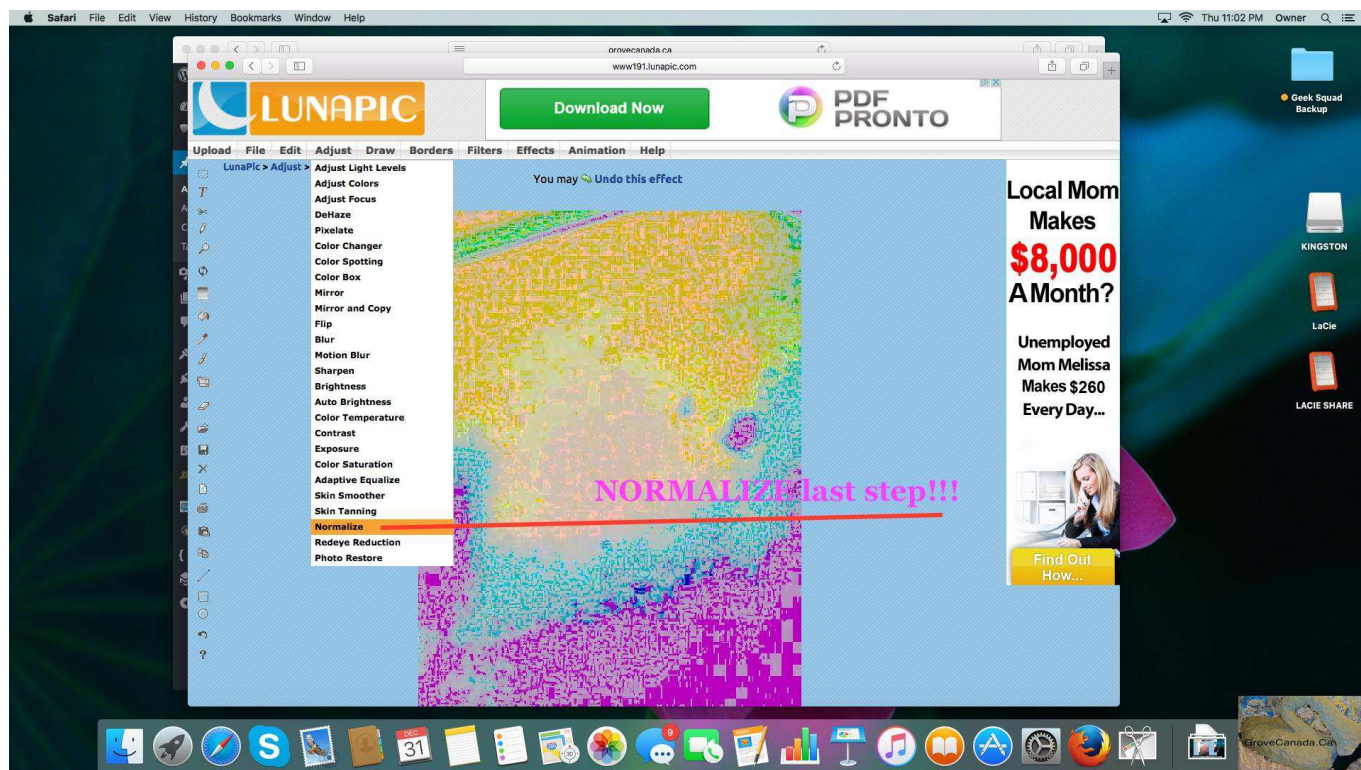 Safari File Edit View History Bookmarks Window Help
Thu 11:02 PM Owner
grovecanada.ca
www191.lunapic.com
LUNAPIC
Download Now
PDF
PRONTO
Upload File Edit Adjust Draw Borders Filters Effects Animation Help
LunaPic > Adjust >
You may Undo this effect
Adjust Light Levels
Adjust Colors
Adjust Focus
DeHaze
Pixelate
Color Changer
Color Spotting
Color Box
Mirror
Mirror and Copy
Flip
Blur
Motion Blur
Sharpen
Brightness
Auto Brightness
Color Temperature
Contrast
Exposure
Color Saturation
Adaptive Equalize
Skin Smoother
Skin Tanning
Normalize
Redeye Reduction
Photo Restore
NORMALIZE last step!!!
Local Mom
Makes
$8,000
A Month?
Unemployed
Mom Melissa
Makes $260
Every Day...
Find Out
How...
Geek Squad
Backup
KINGSTON
LaCie
LACIE SHARE
DEC
31
9
GroveCanada.Ca